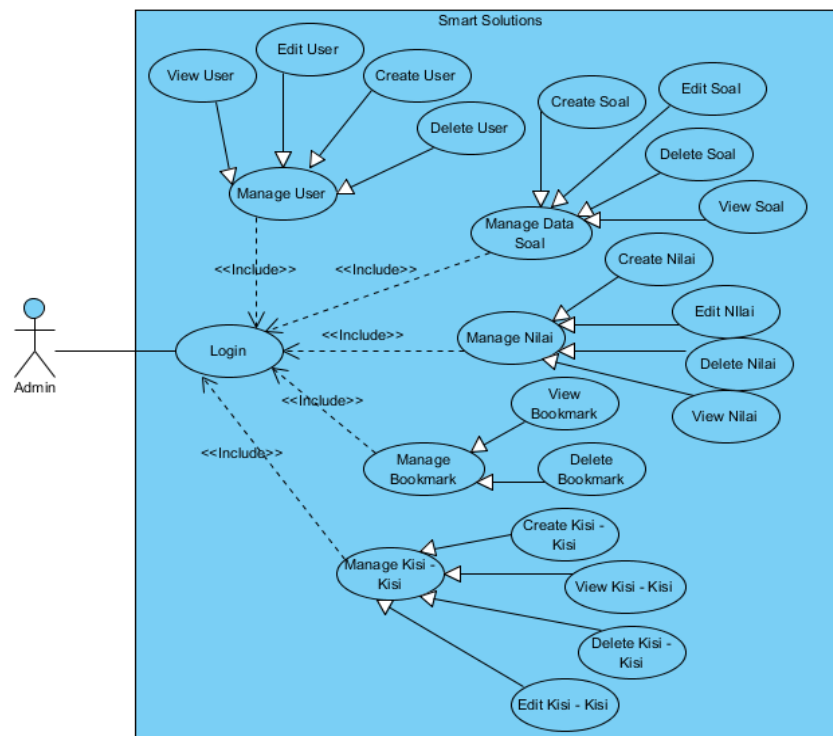 Smart Solutions
Edit User
View User
Create User
Delete User
Manage User
Create Soal
Edit Soal
Delete Soal
View Soal
Manage Data
Soal
<<Include>>
<<Include>>
Create Nilai
Edit NIlai
Manage Nilai
Delete Nilai
View Nilai
<<Include>>
Login
Admin
<<Include>>
View
Bookmark
Manage
Bookmark
Delete
Bookmark
<<Include>>
Create Kisi -
Kisi
Manage Kisi -
Kisi
View Kisi - Kisi
Delete Kisi -
Kisi
Edit Kisi - Kisi